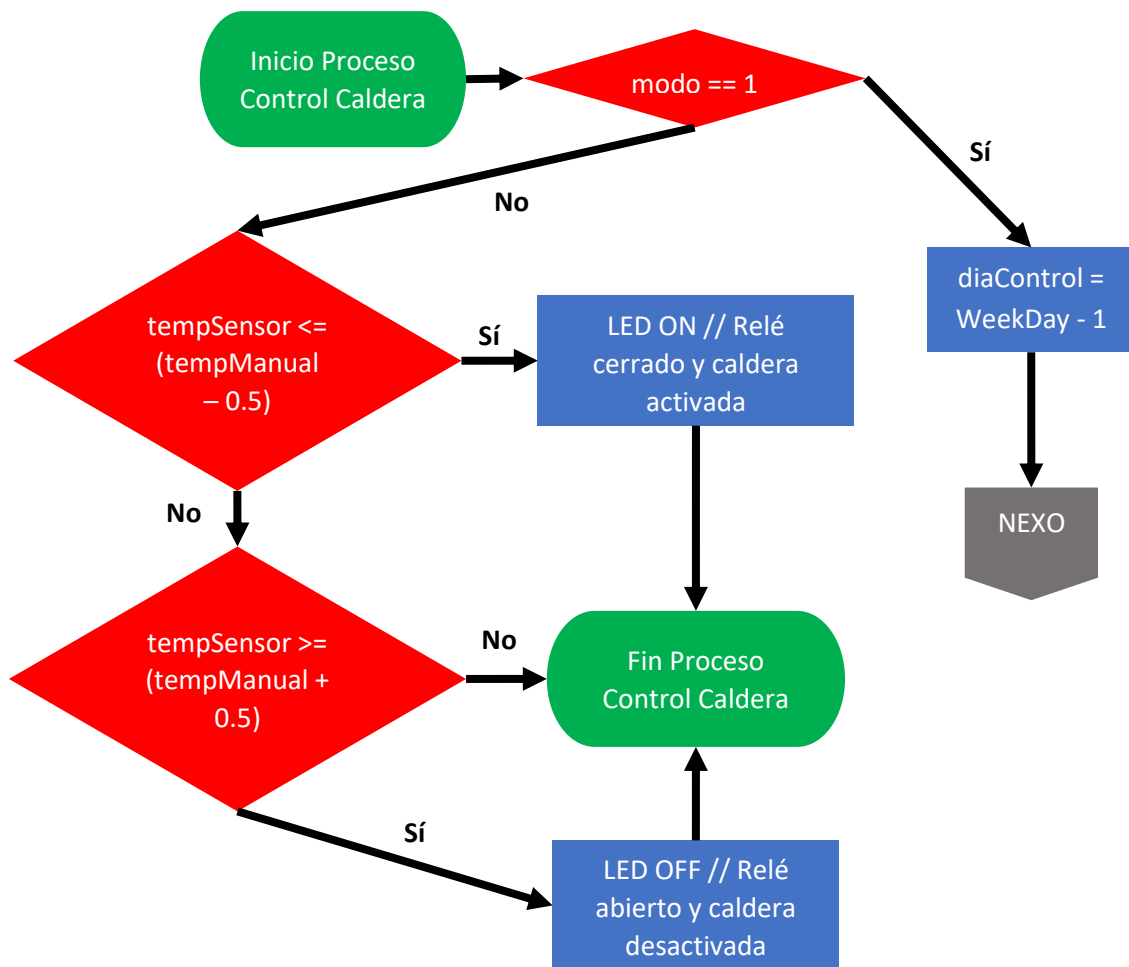 Inicio Proceso
Control Caldera
modo == 1
Sí
No
diaControl =
WeekDay - 1
tempSensor <=
(tempManual
– 0.5)
Sí
LED ON // Relé
cerrado y caldera
activada
NEXO
No
tempSensor >=
(tempManual +
0.5)
No
Fin Proceso
Control Caldera
Sí
LED OFF // Relé
abierto y caldera
desactivada